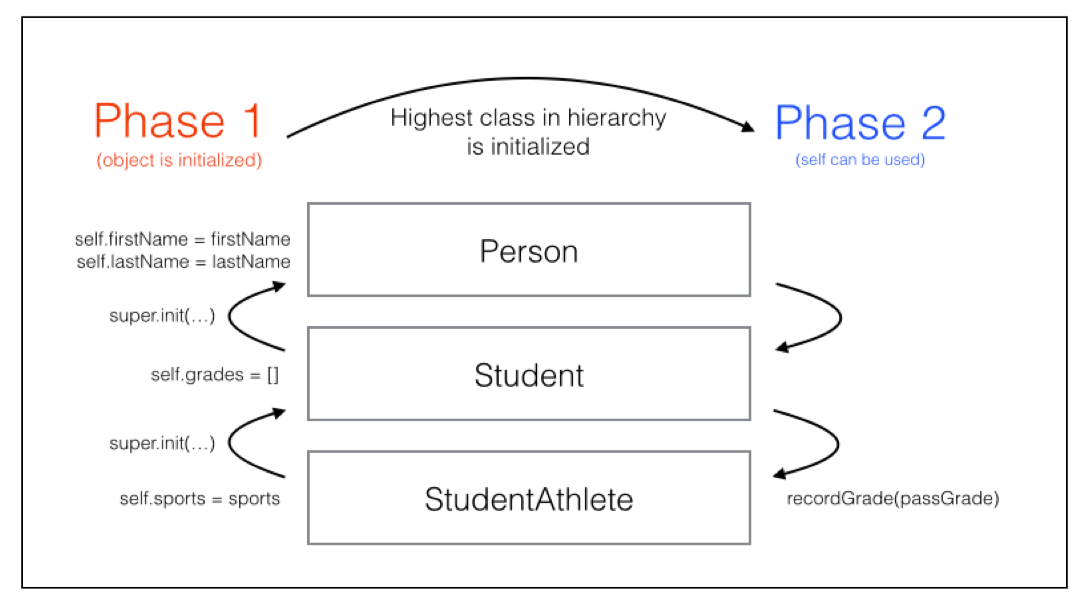 Phase 1
(object is initialized)
Highest class in hierarchy
is initialized
Phase 2
(self can be used)
self.firstName = firstName
self.lastName = lastName
Person
super.init(…)
self.grades = []
Student
super.init(…)
self.sports = sports
StudentAthlete
recordGrade(passGrade)